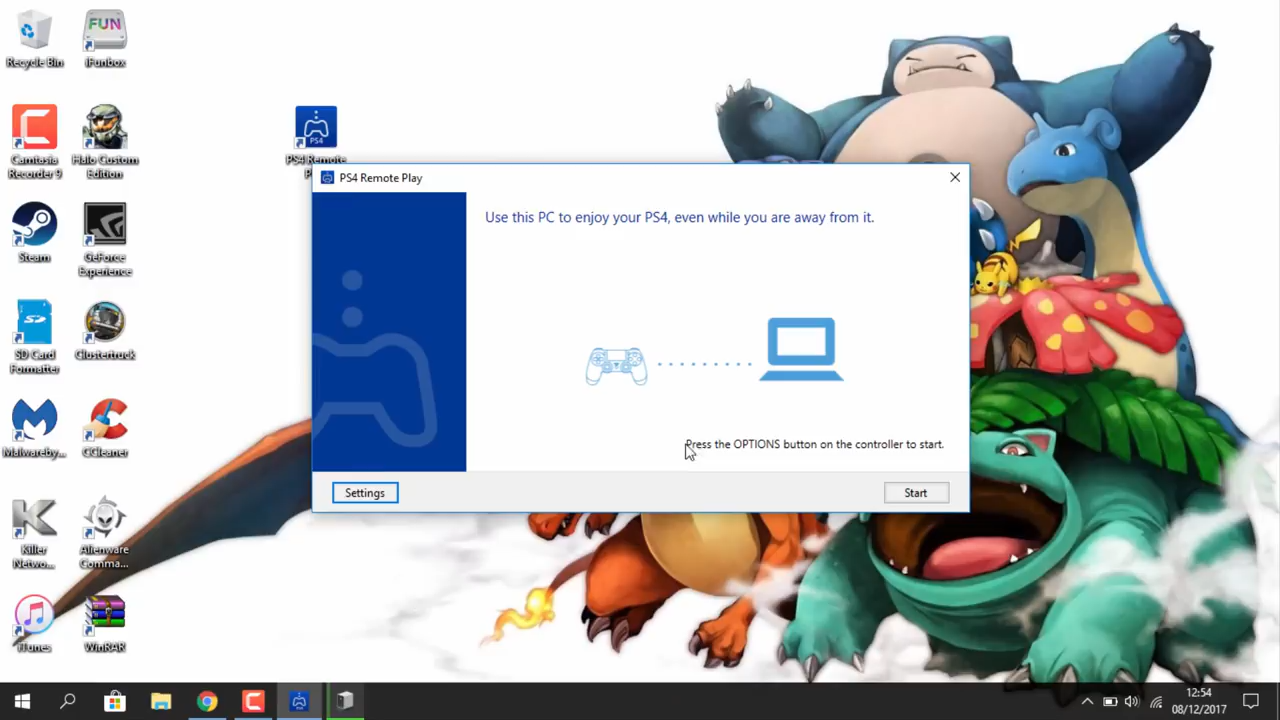 Recycle Bin
FUN
iFunbox
Camtasia
Recorder 9
Halo Custom
Edition
PS4
PS4 Remote
Steam
GeForce
Experience
SD Card
Formatter
Clustertruck
Malwareby...
CCleaner
Killer
Netwo...
Alienware
Comma...
iTunes
WinRAR
PS4 Remote Play
Use this PC to enjoy your PS4, even while you are away from it.
Press the OPTIONS button on the controller to start.
Settings
Start
12:54
08/12/2017